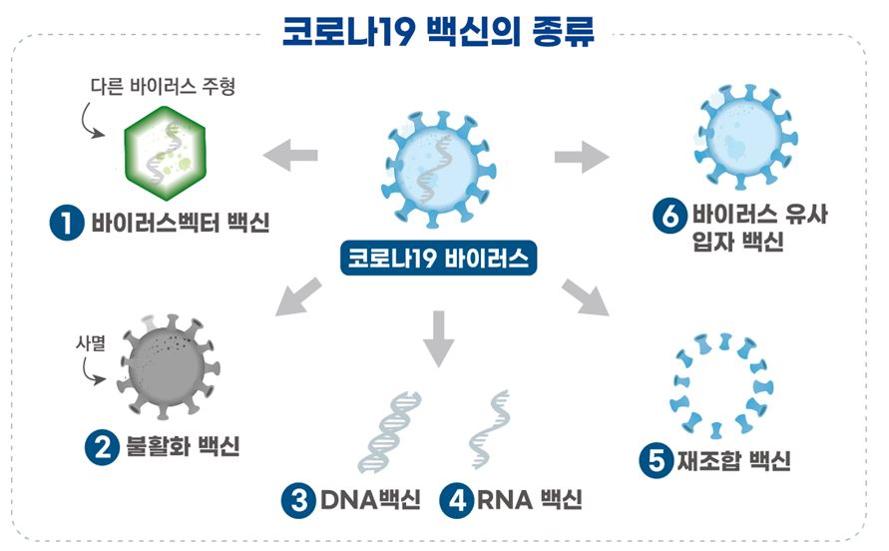 코로나19 백신의 종류
다른 바이러스 주형
1 바이러스벡터 백신
코로나19 바이러스
6 바이러스 유사
입자 백신
사멸
2 불활화 백신
3 DNA백신
4 RNA 백신
5 재조합 백신